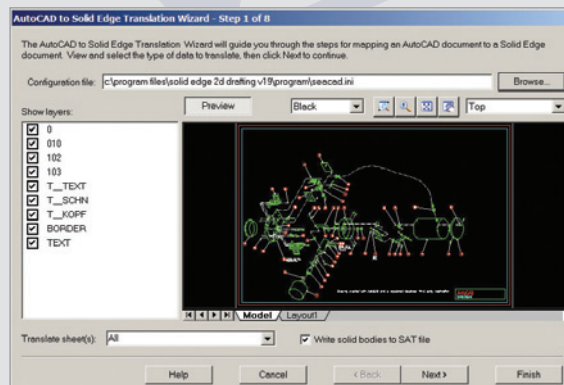 AutoCAD to Solid Edge Translation Wizard - Step 1 of 8
The AutoCAD to Solid Edge Translation Wizard will guide you through the steps for mapping an AutoCAD document to a Solid Edge
document. View and select the type of data to translate, then click Next to continue.
Configuration file: c:\program files\solid edge 2d drafting v19\program\seacad.ini Browse...
Show layers: Preview Black Top
0
010
102
103
T__TEXT
T__SCHN
T__KOPF
BORDER
TEXT
Model Layout1
Translate sheet(s): All Write solid bodies to SAT file
Help Cancel < Back Next > Finish